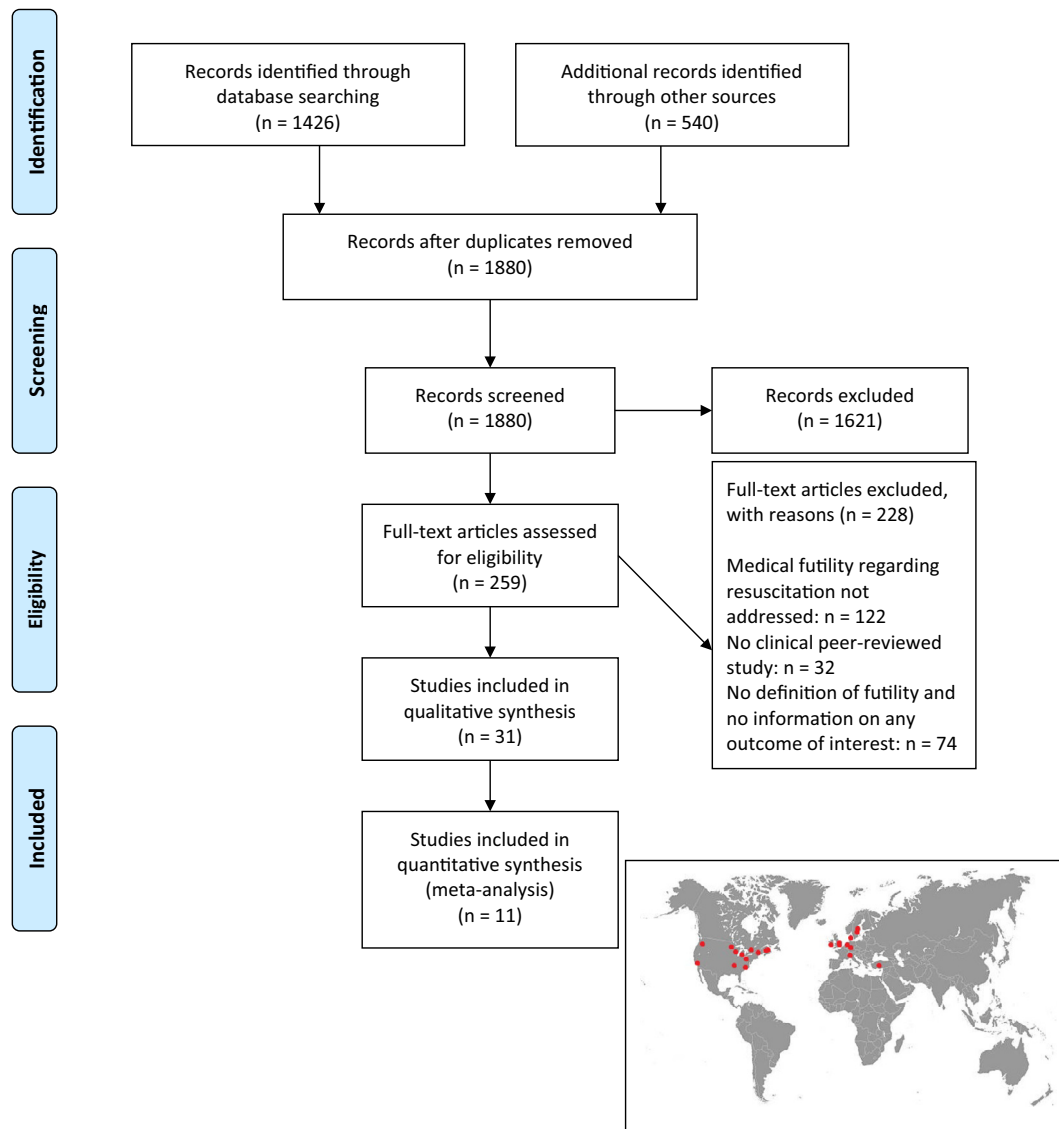 Identification
Records identified through
database searching
(n = 1426)
Additional records identified
through other sources
(n = 540)
Records after duplicates removed
(n = 1880)
Screening
Records screened
(n = 1880)
Records excluded
(n = 1621)
Eligibility
Full-text articles assessed
for eligibility
(n = 259)
Full-text articles excluded,
with reasons (n = 228)
Medical futility regarding
resuscitation not
addressed: n = 122
No clinical peer-reviewed
study: n = 32
No definition of futility and
no information on any
outcome of interest: n = 74
Studies included in
qualitative synthesis
(n = 31)
Included
Studies included in
quantitative synthesis
(meta-analysis)
(n = 11)